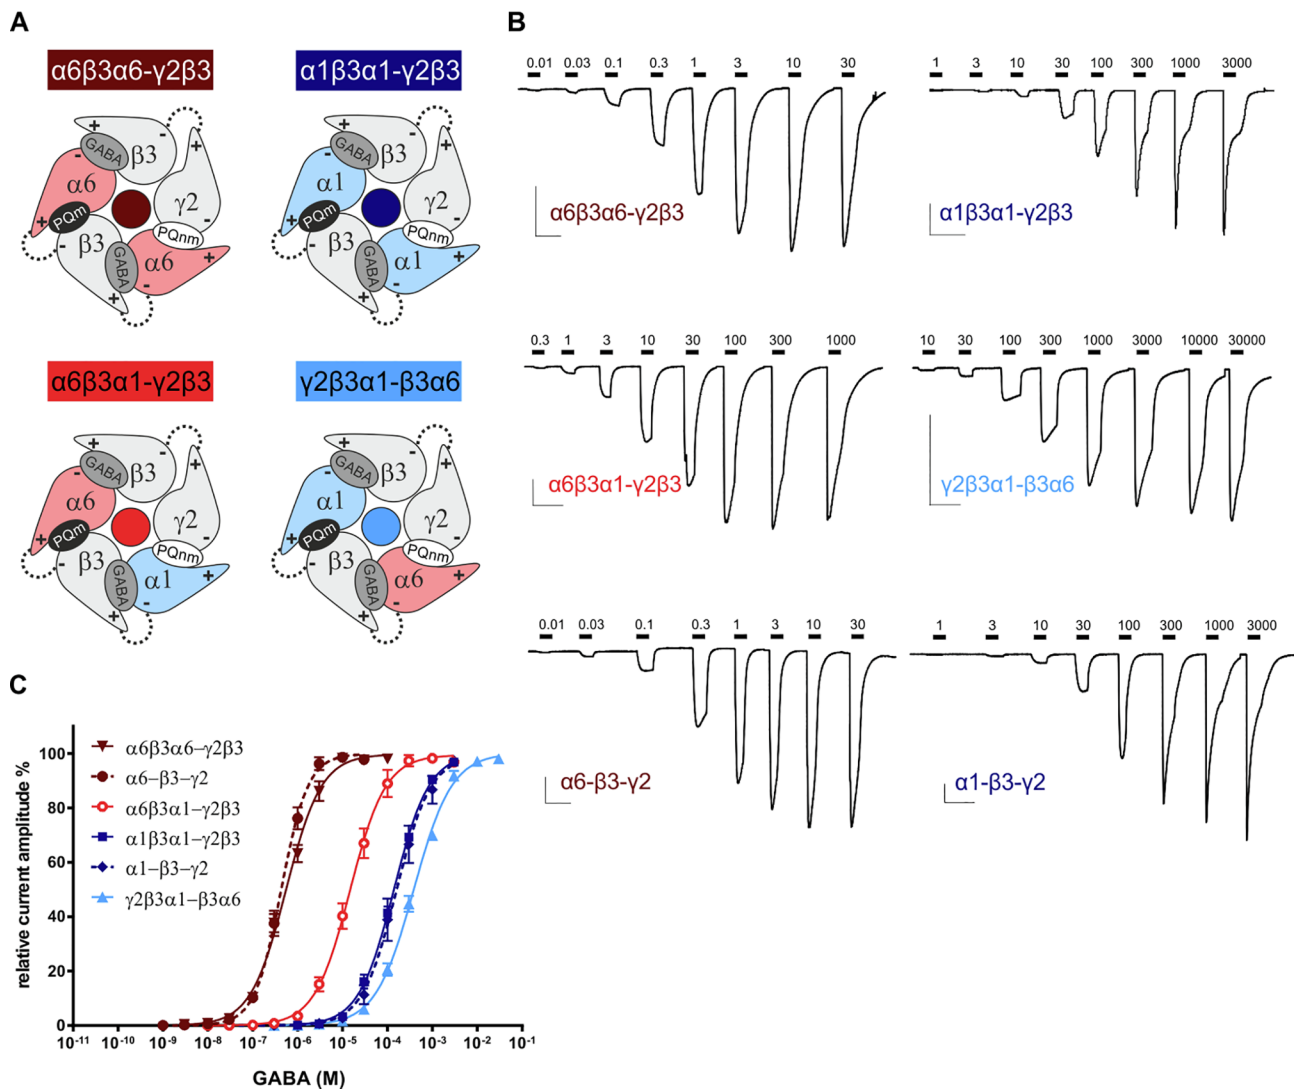 A
α6β3α6-γ2β3
α1β3α1-γ2β3
+
-
GABA
β3
+
-
α6
γ2
+
PQm
-
PQnm
-
β3
GABA
α6
+
-
+
+
-
GABA
β3
+
-
α1
γ2
+
PQm
-
PQnm
-
β3
GABA
α1
+
-
+
α6β3α1-γ2β3
γ2β3α1-β3α6
+
-
GABA
β3
+
-
α6
γ2
+
PQm
-
PQnm
-
β3
GABA
α1
+
-
+
+
-
GABA
β3
+
-
α1
γ2
+
PQm
-
PQnm
-
β3
GABA
α6
+
-
+
B
0.01 0.03 0.1 0.3 1 3 10 30
α6β3α6-γ2β3
1 3 10 30 100 300 1000 3000
α1β3α1-γ2β3
0.3 1 3 10 30 100 300 1000
α6β3α1-γ2β3
10 30 100 300 1000 3000 10000 30000
γ2β3α1-β3α6
0.01 0.03 0.1 0.3 1 3 10 30
α6-β3-γ2
1 3 10 30 100 300 1000 3000
α1-β3-γ2
C
relative current amplitude %
100
80
60
40
20
0
α6β3α6–γ2β3
α6–β3–γ2
α6β3α1–γ2β3
α1β3α1–γ2β3
α1–β3–γ2
γ2β3α1–β3α6
10-11 10-10 10-9 10-8 10-7 10-6 10-5 10-4 10-3 10-2 10-1
GABA (M)